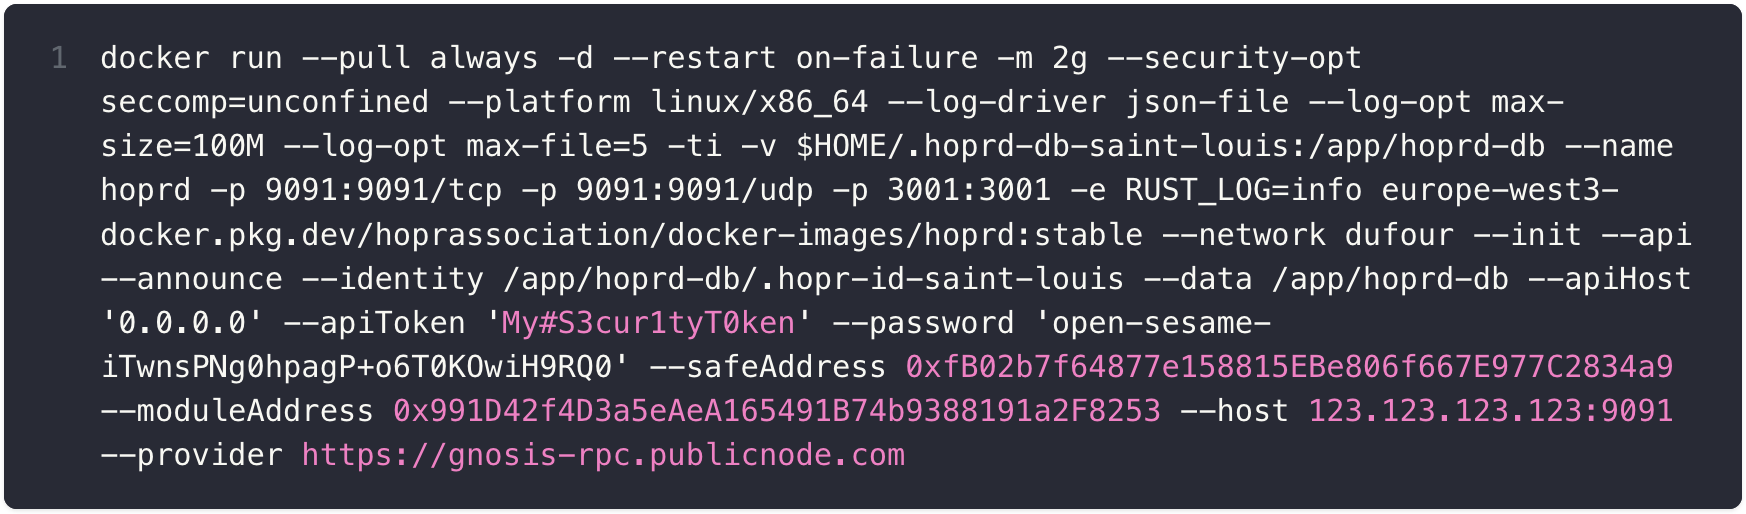 1 docker run --pull always -d --restart on-failure -m 2g --security-opt
seccomp=unconfined --platform linux/x86_64 --log-driver json-file --log-opt max-
size=100M --log-opt max-file=5 -ti -v $HOME/.hoprd-db-saint-louis:/app/hoprd-db --name
hoprd -p 9091:9091/tcp -p 9091:9091/udp -p 3001:3001 -e RUST_LOG=info europe-west3-
docker.pkg.dev/hoprassociation/docker-images/hoprd:stable --network dufour --init --api
--announce --identity /app/hoprd-db/.hopr-id-saint-louis --data /app/hoprd-db --apiHost
'0.0.0.0' --apiToken 'My#S3cur1tyT0ken' --password 'open-sesame-
iTwnsPNg0hpagP+o6T0KOwiH9RQ0' --safeAddress 0xfB02b7f64877e158815EBe806f667E977C2834a9
--moduleAddress 0x991D42f4D3a5eAeA165491B74b9388191a2F8253 --host 123.123.123.123:9091
--provider https://gnosis-rpc.publicnode.com